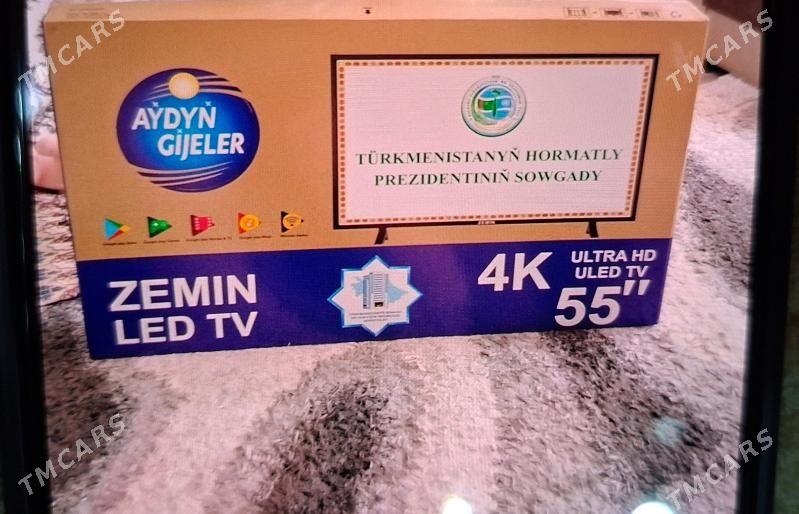 AÝDYŇ
GIJELER
TÜRKMENISTANYŇ HORMATLY
PREZIDENTINIŇ SOWGADY
ZEMIN
ZEMIN
LED TV
4K
ULTRA HD
ULED TV
55"
TMCARS
TMCARS
TMCARS
TMCARS